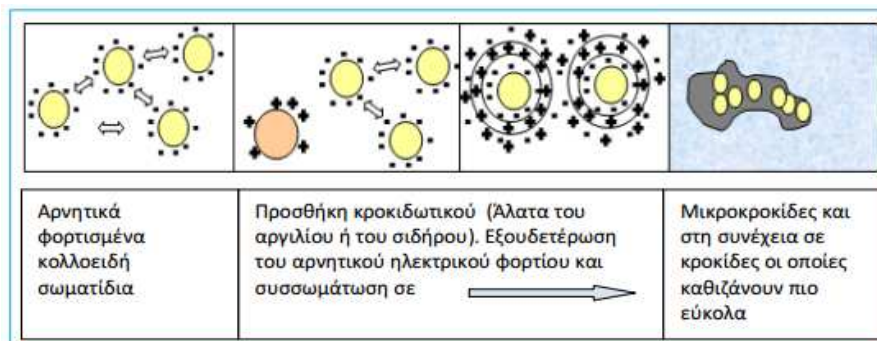 Αρνητικά
φορτισμένα
κολλοειδή
σωματίδια
Προσθήκη κροκιδωτικού (Άλατα του
αργιλίου ή του σιδήρου). Εξουδετέρωση
του αρνητικού ηλεκτρικού φορτίου και
συσσωμάτωση σε
Μικροκροκίδες και
στη συνέχεια σε
κροκίδες οι οποίες
καθιζάνουν πιο
εύκολα